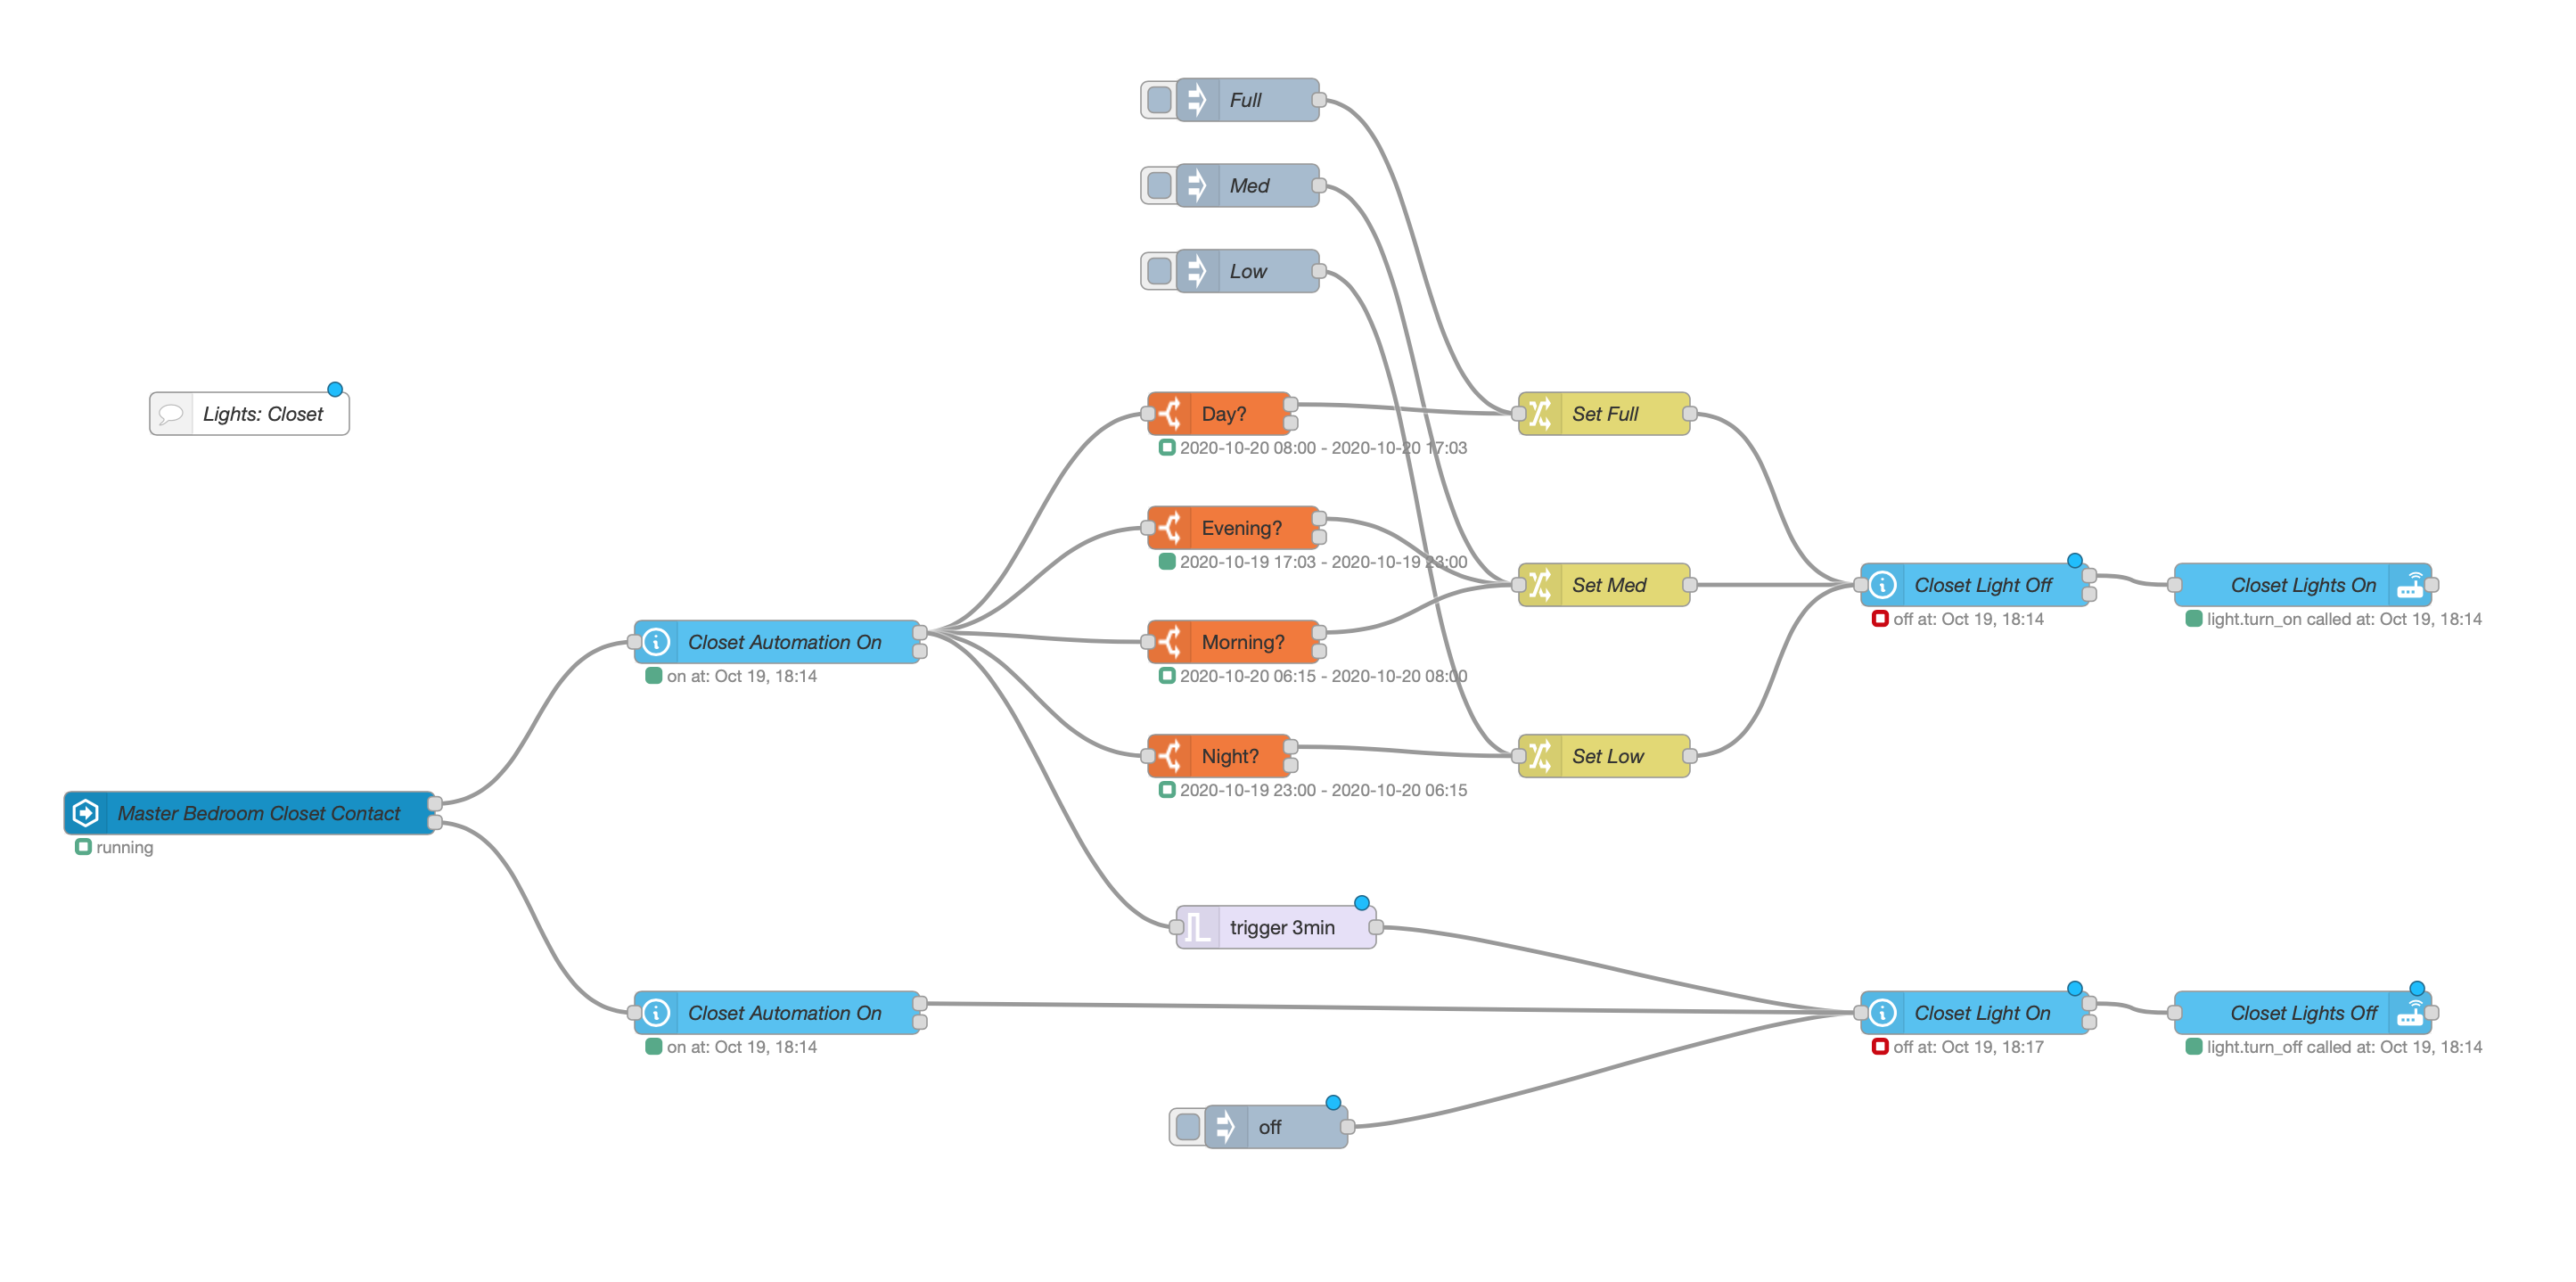 Full
Med
Low
Lights: Closet
Day?
2020-10-20 08:00 - 2020-10-20 17:03
Set Full
Evening?
2020-10-19 17:03 - 2020-10-19 23:00
Set Med
Closet Light Off
off at: Oct 19, 18:14
Closet Lights On
light.turn_on called at: Oct 19, 18:14
Closet Automation On
on at: Oct 19, 18:14
Morning?
2020-10-20 06:15 - 2020-10-20 08:00
Night?
2020-10-19 23:00 - 2020-10-20 06:15
Set Low
Master Bedroom Closet Contact
running
trigger 3min
Closet Automation On
on at: Oct 19, 18:14
Closet Light On
off at: Oct 19, 18:17
Closet Lights Off
light.turn_off called at: Oct 19, 18:14
off